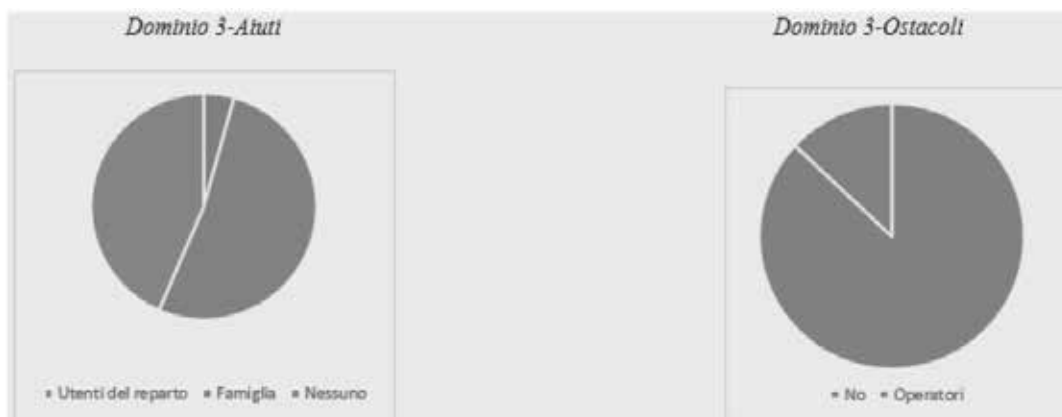 Dominio 3-Aiuti
Dominio 3-Ostacoli
Utenti del reparto Famiglia Nessuno
No Operatori